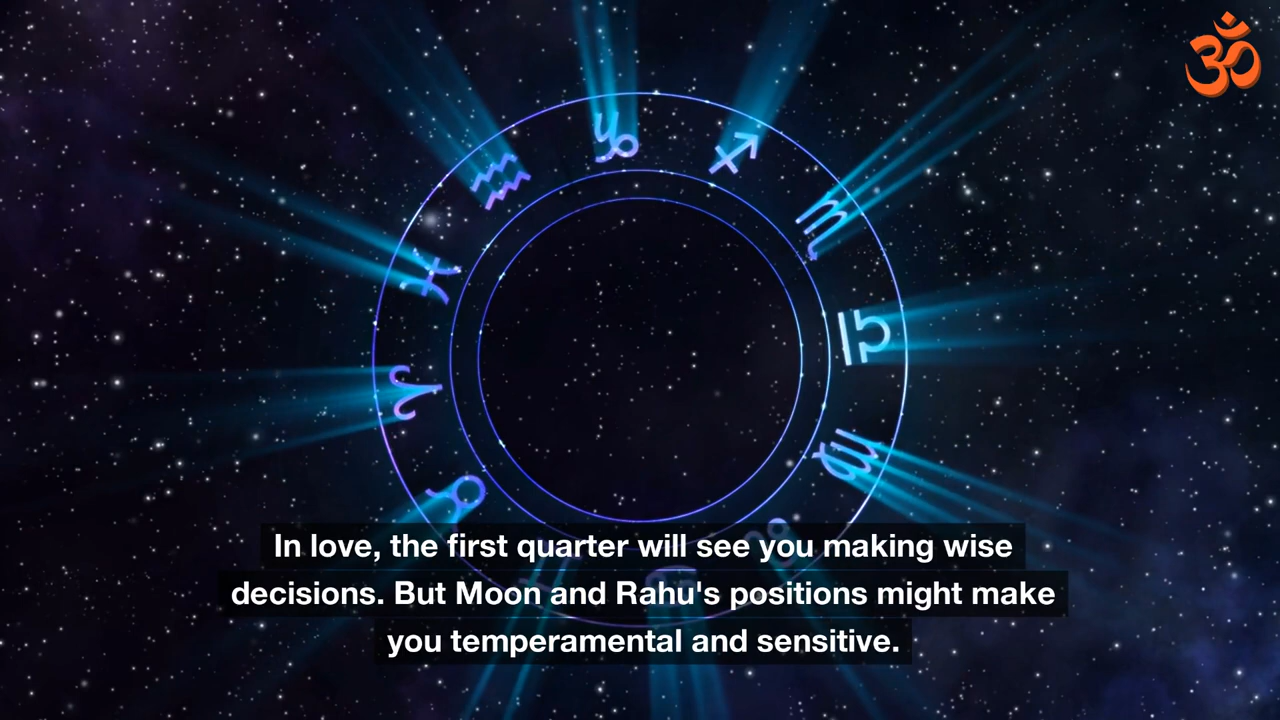 ॐ
In love, the first quarter will see you making wise
decisions. But Moon and Rahu's positions might make
you temperamental and sensitive.